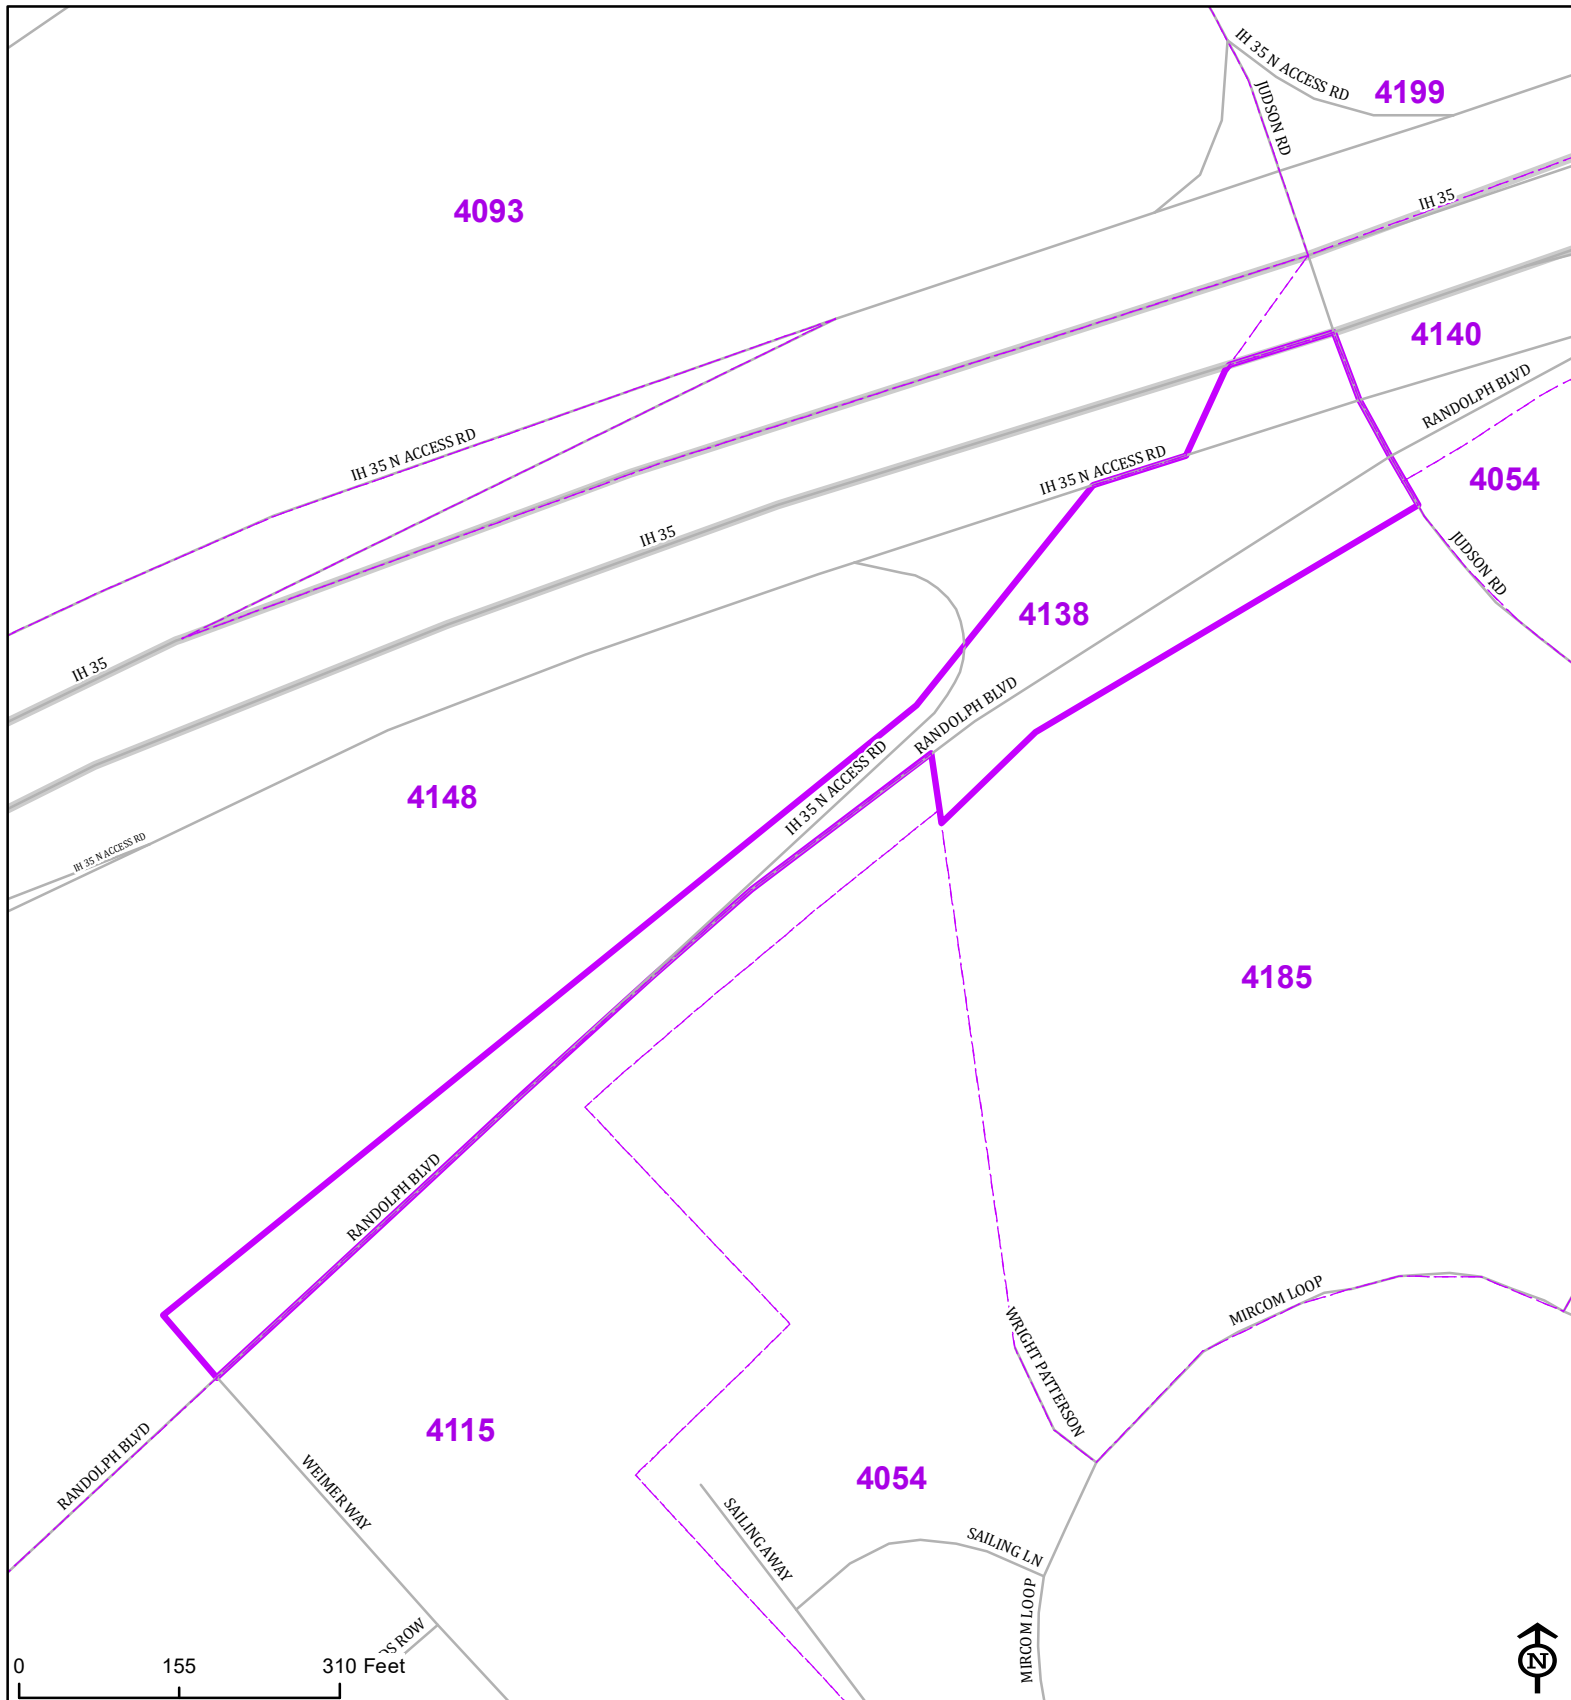 IH 35 N ACCESS RD
4199
JUDSON RD
4093
IH 35
4140
RANDOLPH BLVD
IH 35 N ACCESS RD
IH 35 N ACCESS RD
4054
IH 35
JUDSON RD
4138
IH 35
RANDOLPH BLVD
IH 35 N ACCESS RD
4148
IH 35 N ACCESS RD
4185
RANDOLPH BLVD
MIRCOM LOOP
WRIGHT PATTERSON
4115
RANDOLPH BLVD
4054
WEIMER WAY
SAILING AWAY
SAILING LN
MIRCOM LOOP
OS ROW
N
0 155 310 Feet